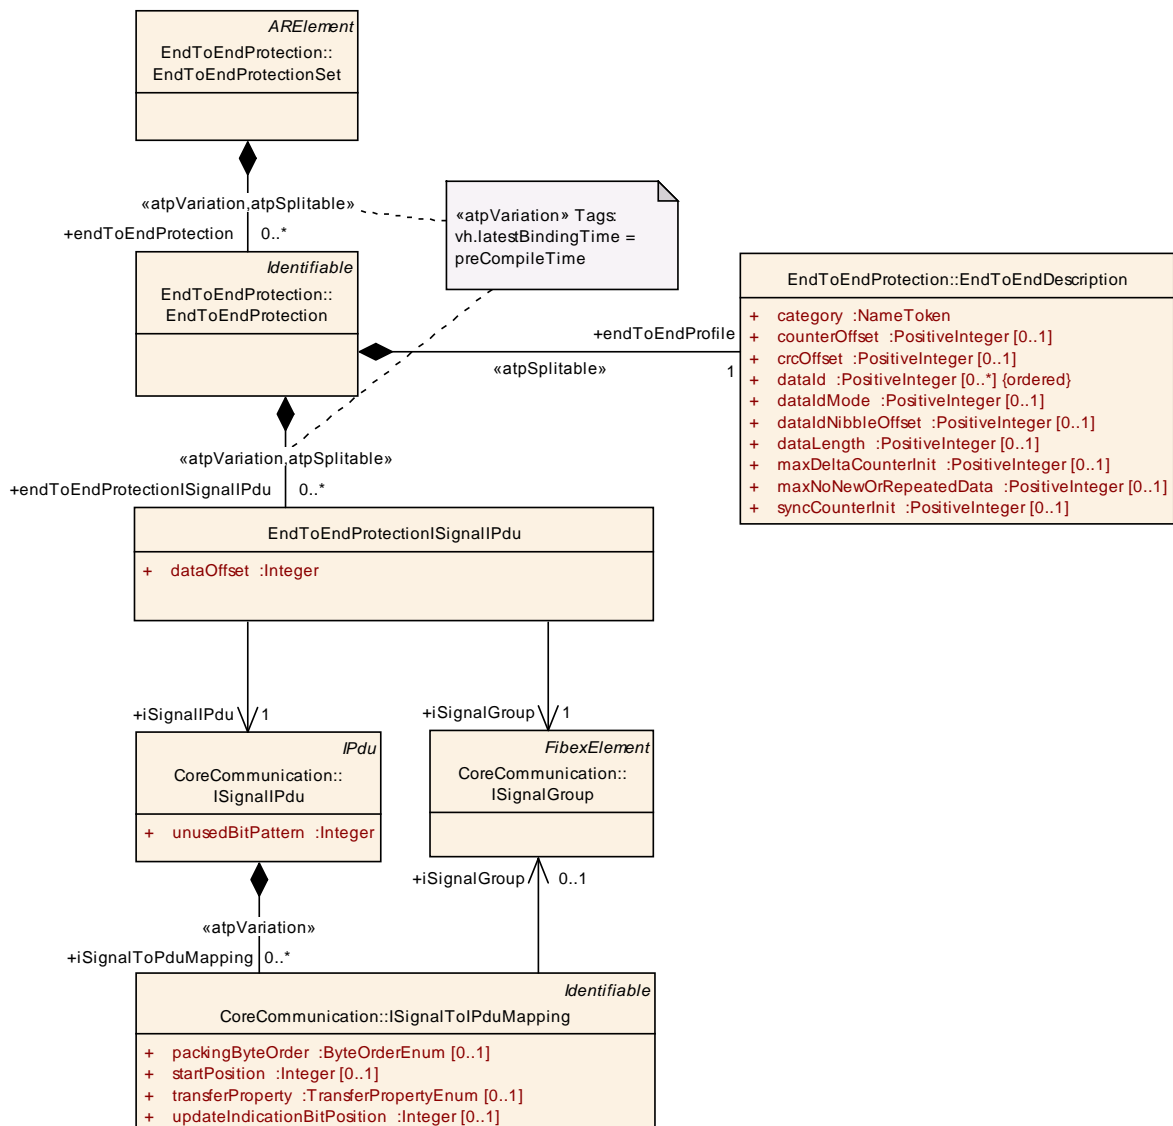 ARElement
EndToEndProtection::
EndToEndProtectionSet
«atpVariation,atpSplitable»
+endToEndProtection
0..*
«atpVariation» Tags:
vh.latestBindingTime =
preCompileTime
Identifiable
EndToEndProtection::
EndToEndProtection
+endToEndProfile
«atpSplitable»
1
EndToEndProtection::EndToEndDescription
+ category :NameToken
+ counterOffset :PositiveInteger [0..1]
+ crcOffset :PositiveInteger [0..1]
+ dataId :PositiveInteger [0..*] {ordered}
+ dataIdMode :PositiveInteger [0..1]
+ dataIdNibbleOffset :PositiveInteger [0..1]
+ dataLength :PositiveInteger [0..1]
+ maxDeltaCounterInit :PositiveInteger [0..1]
+ maxNoNewOrRepeatedData :PositiveInteger [0..1]
+ syncCounterInit :PositiveInteger [0..1]
«atpVariation,atpSplitable»
+endToEndProtectionISignalIPdu
0..*
EndToEndProtectionISignalIPdu
+ dataOffset :Integer
+iSignalIPdu
1
+iSignalGroup
1
IPdu
CoreCommunication::
ISignalIPdu
+ unusedBitPattern :Integer
FibexElement
CoreCommunication::
ISignalGroup
+iSignalGroup
0..1
«atpVariation»
+iSignalToPduMapping
0..*
Identifiable
CoreCommunication::ISignalToIPduMapping
+ packingByteOrder :ByteOrderEnum [0..1]
+ startPosition :Integer [0..1]
+ transferProperty :TransferPropertyEnum [0..1]
+ updateIndicationBitPosition :Integer [0..1]